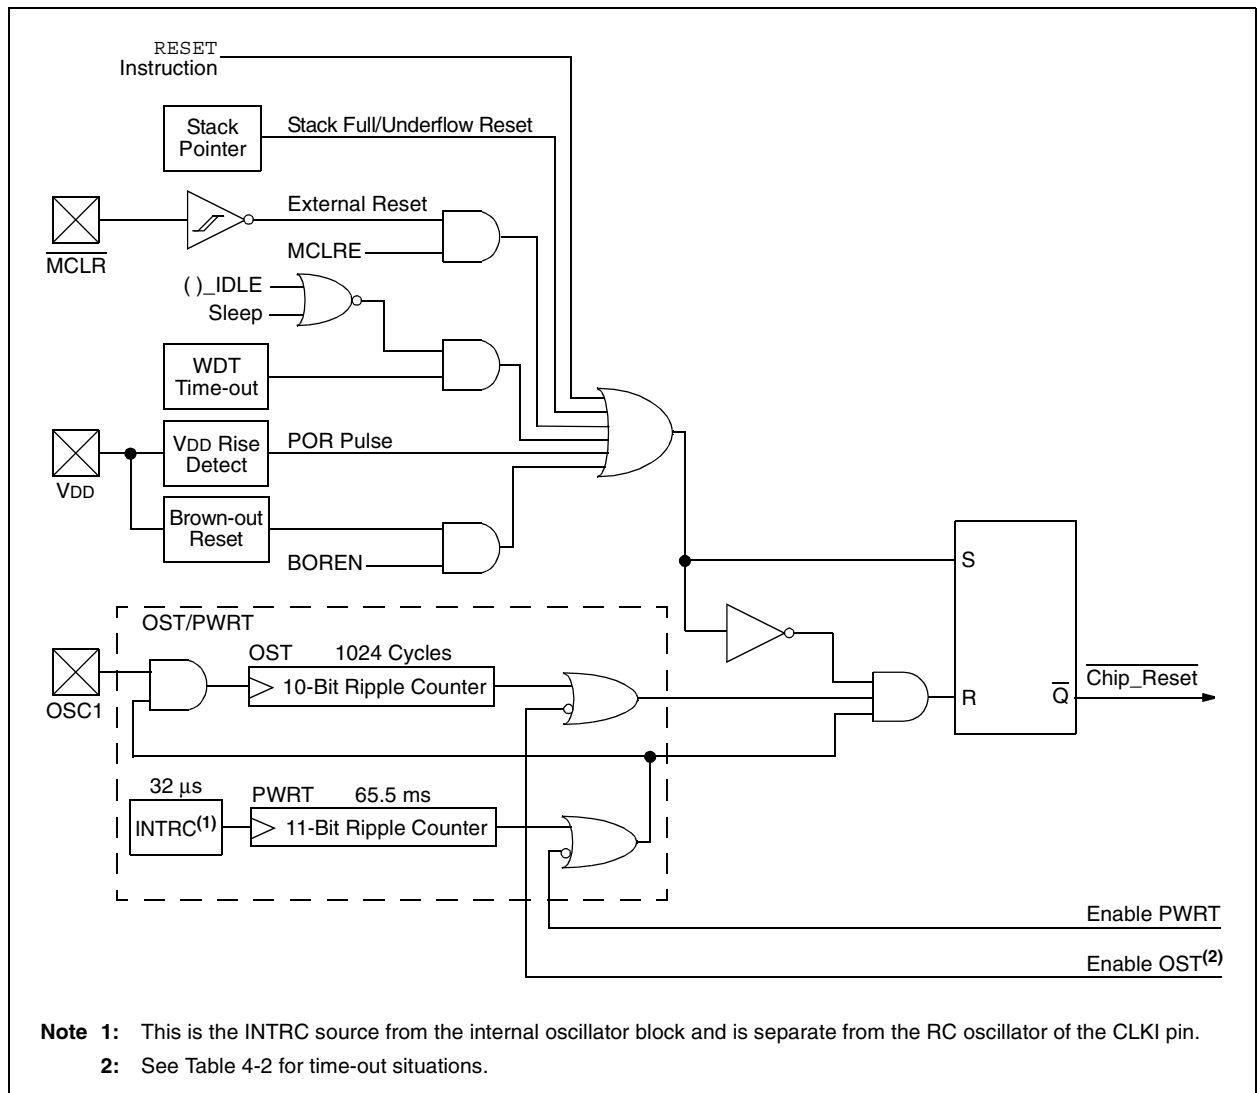 RESET
Instruction
Stack
Pointer
Stack Full/Underflow Reset
MCLR
External Reset
MCLRE
( )_IDLE
Sleep
WDT
Time-out
VDD
VDD Rise
Detect
POR Pulse
Brown-out
Reset
BOREN
S
R
Q
Chip_Reset
OST/PWRT
OSC1
OST 1024 Cycles
10-Bit Ripple Counter
32 μs
INTRC(1)
PWRT 65.5 ms
11-Bit Ripple Counter
Enable PWRT
Enable OST(2)
Note 1: This is the INTRC source from the internal oscillator block and is separate from the RC oscillator of the CLKI pin.
2: See Table 4-2 for time-out situations.